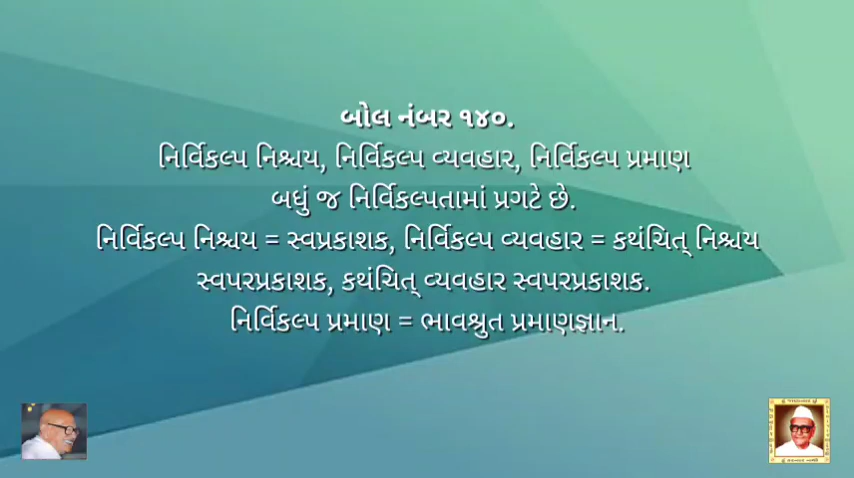 બોલ નંબર ૧૪૦.
નિર્વિકલ્પ નિશ્ચય, નિર્વિકલ્પ વ્યવહાર, નિર્વિકલ્પ પ્રમાણ
બધું જ નિર્વિકલ્પતામાં પ્રગટે છે.
નિર્વિકલ્પ નિશ્ચય = સ્વપ્રકાશક, નિર્વિકલ્પ વ્યવહાર = કથંચિત્ નિશ્ચય
સ્વપરપ્રકાશક, કથંચિત્ વ્યવહાર સ્વપરપ્રકાશક.
નિર્વિકલ્પ પ્રમાણ = ભાવશ્રુત પ્રમાણજ્ઞાન.